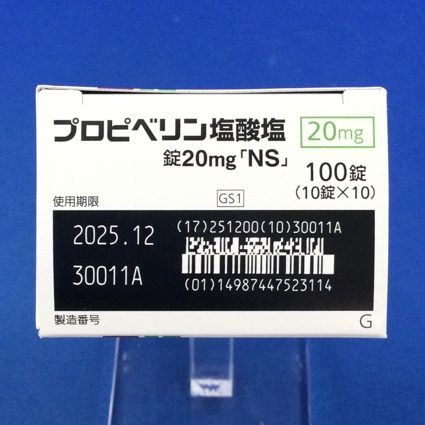 プロピベリン塩酸塩 20mg
錠20mg「NS」
100錠
(10錠×10)
使用期限
GS1
2025.12
(17)251200(10)30011A
30011A
(01)14987447523114
製造番号
G